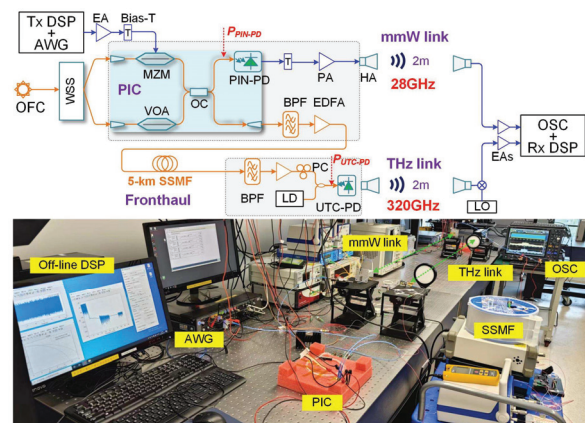 Tx DSP
+
AWG
EA
Bias-T
T
P_PIN-PD
mmW link
MZM
PIN-PD
T
PA
HA
2m
28GHz
OFC
WSS
PIC
OC
VOA
BPF
EDFA
OSC
+
Rx DSP
EAs
5-km SSMF
Fronthaul
BPF
PC
LD
P_UTC-PD
UTC-PD
THz link
2m
320GHz
LO
Off-line DSP
mmW link
THz link
OSC
AWG
SSMF
PIC